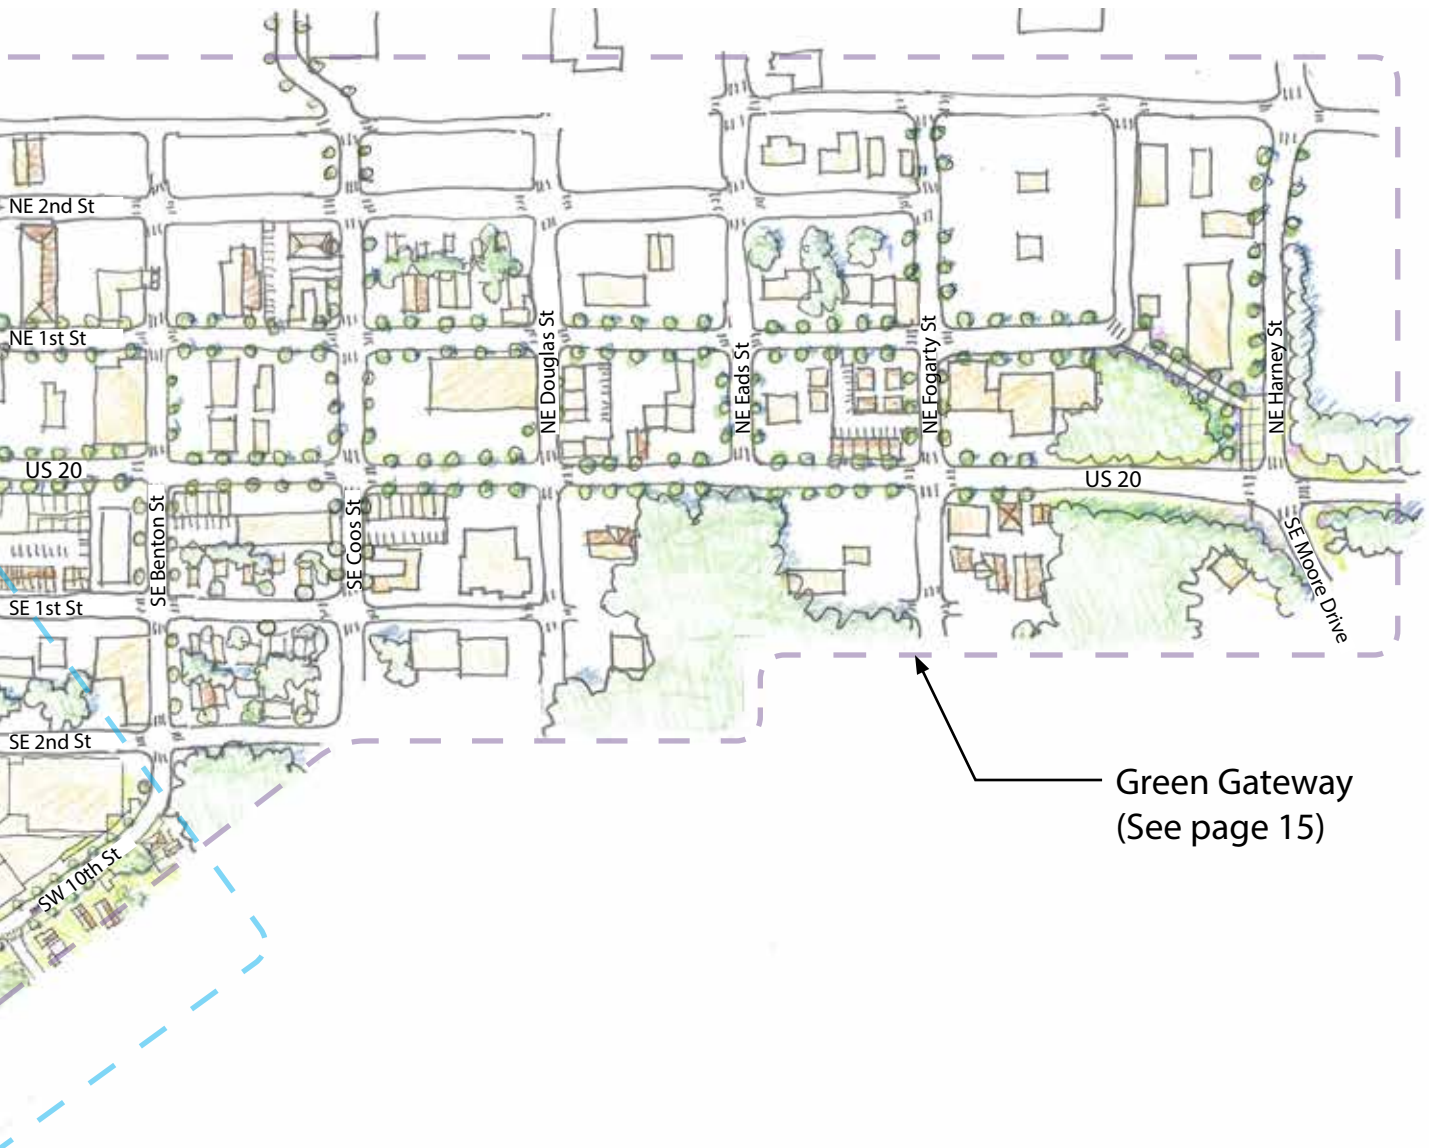 NE 2nd St
NE 1st St
NE Douglas St
NE Eads St
NE Fogarty St
NE Harney St
US 20
US 20
SE Benton St
SE Coos St
SE Moore Drive
SE 1st St
SE 2nd St
SW 10th St
Green Gateway
(See page 15)